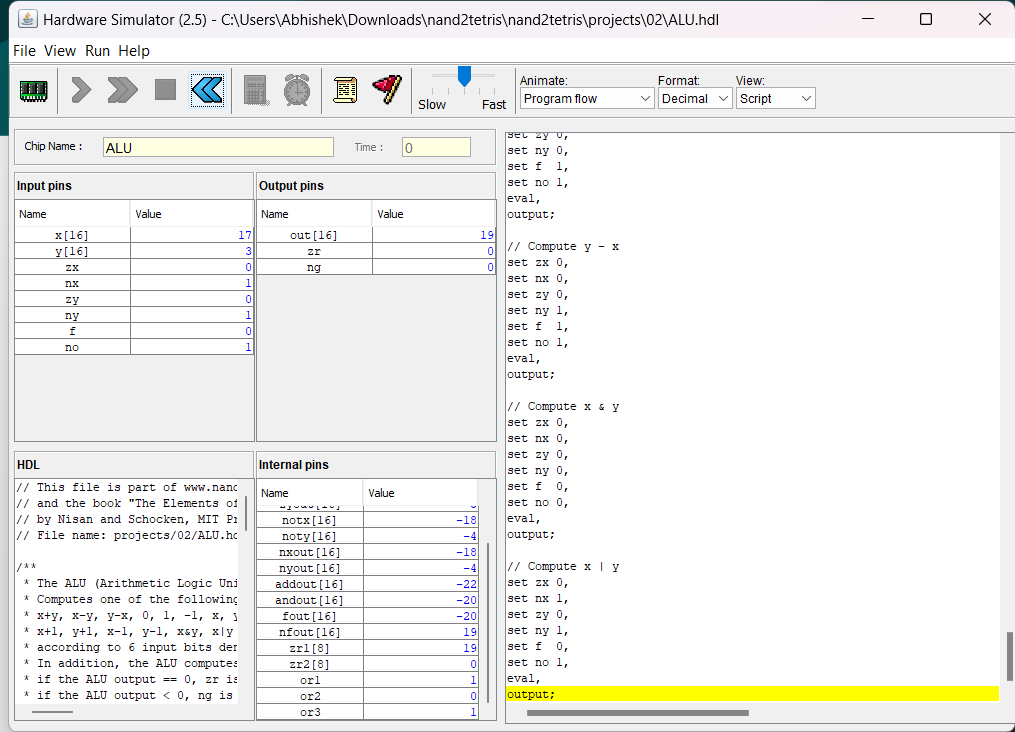 Hardware Simulator (2.5) - C:\Users\Abhishek\Downloads\nand2tetris\nand2tetris\projects\02\ALU.hdl
File View Run Help
Slow Fast
Animate: Format: View:
Program flow Decimal Script
Chip Name : ALU Time : 0
Input pins
Name Value
x[16] 17
y[16] 3
zx 0
nx 1
zy 0
ny 1
f 0
no 1
Output pins
Name Value
out[16] 19
zr 0
ng 0
HDL
// This file is part of www.nand
// and the book "The Elements of
// by Nisan and Schocken, MIT Pr
// File name: projects/02/ALU.hd
/**
* The ALU (Arithmetic Logic Uni
* Computes one of the following
* x+y, x-y, y-x, 0, 1, -1, x, y
* x+1, y+1, x-1, y-1, x&y, x|y
* according to 6 input bits den
* In addition, the ALU computes
* if the ALU output == 0, zr is
* if the ALU output < 0, ng is
Internal pins
Name Value
notx[16] -18
noty[16] -4
nxout[16] -18
nyout[16] -4
addout[16] -22
andout[16] -20
fout[16] -20
nfout[16] 19
zr1[8] 19
zr2[8] 0
or1 1
or2 0
or3 1
set zy 0,
set ny 0,
set f  1,
set no 1,
eval,
output;
// Compute y - x
set zx 0,
set nx 0,
set zy 0,
set ny 1,
set f  1,
set no 1,
eval,
output;
// Compute x & y
set zx 0,
set nx 0,
set zy 0,
set ny 0,
set f  0,
set no 0,
eval,
output;
// Compute x | y
set zx 0,
set nx 1,
set zy 0,
set ny 1,
set f  0,
set no 1,
eval,
output;